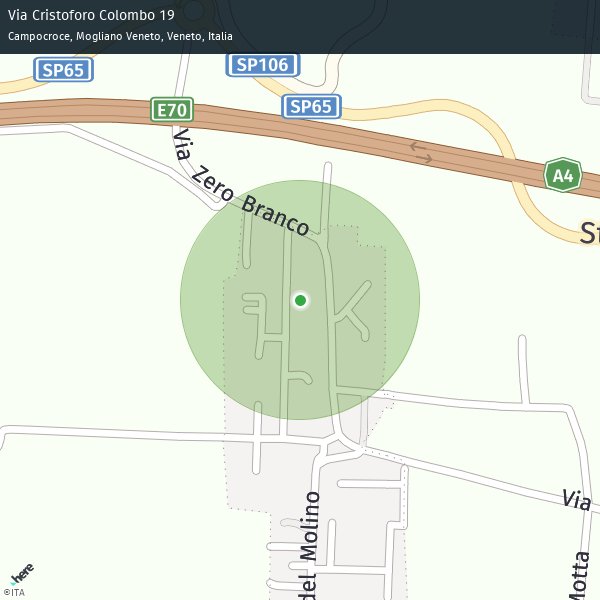 Via Cristoforo Colombo 19
Campocroce, Mogliano Veneto, Veneto, Italia
SP65
SP106
E70
SP65
Via Zero Branco
A4
St
Via
del Molino
Motta
here
©ITA